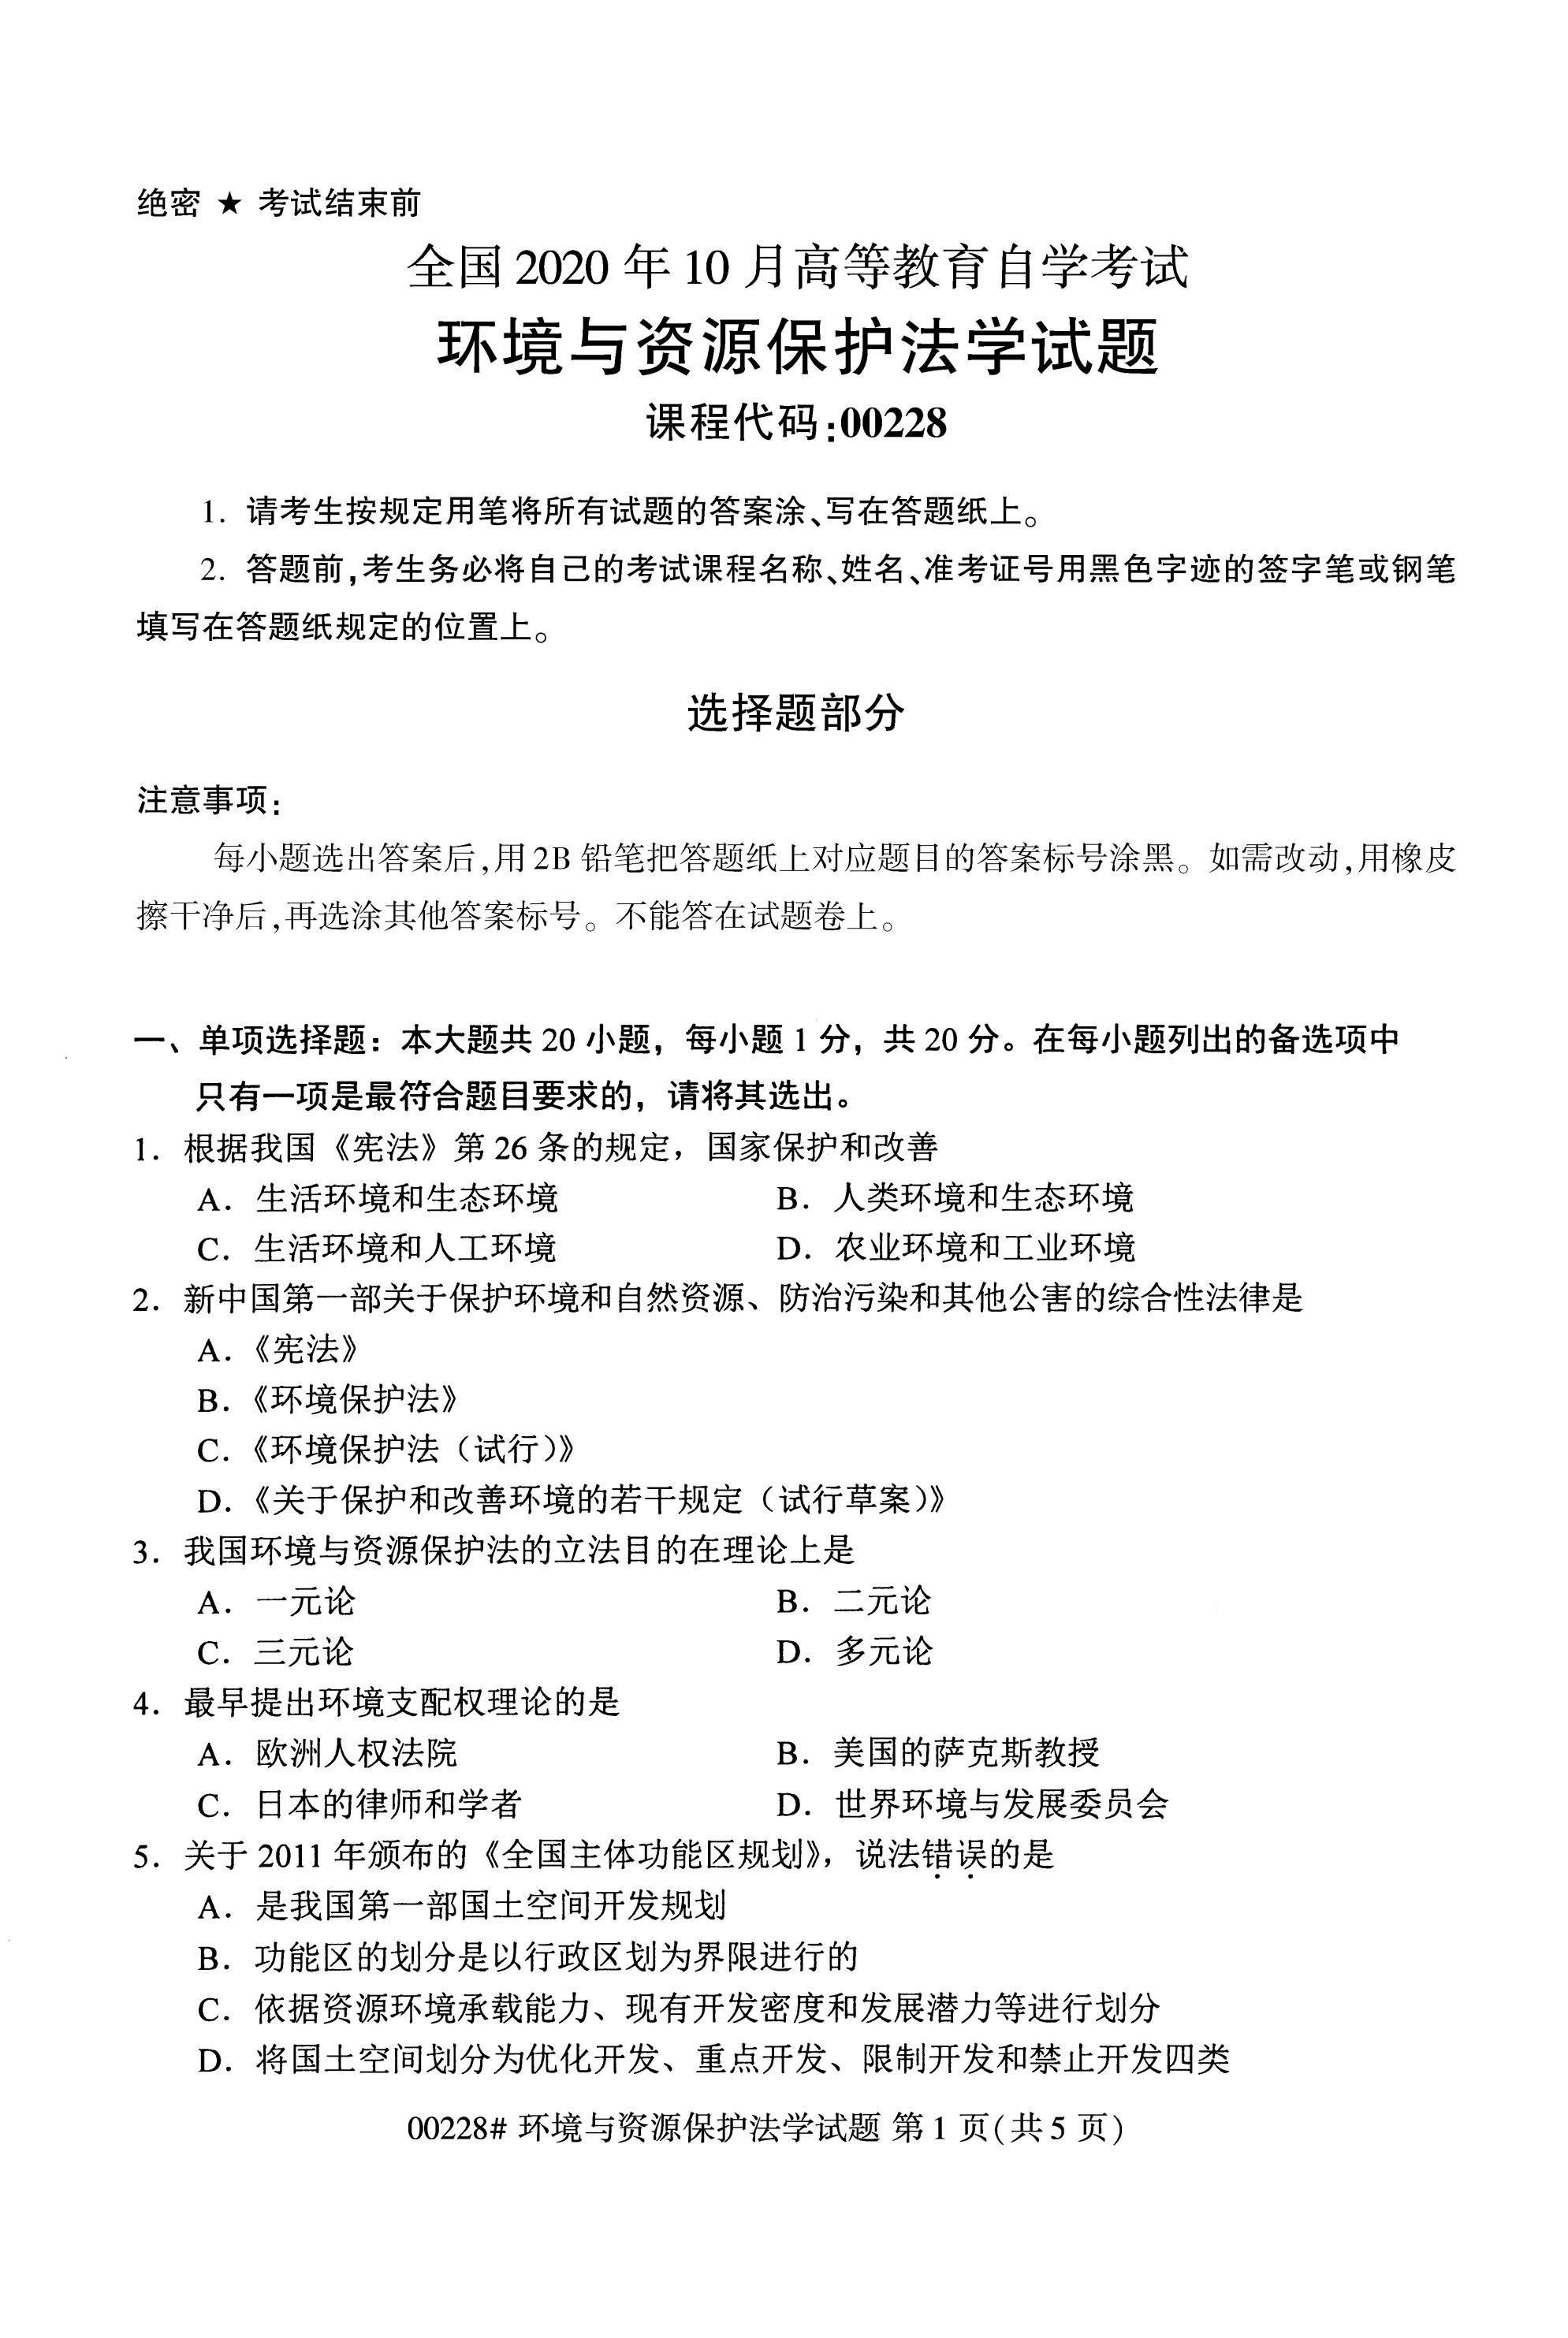 绝密 ★ 考试结束前
全国 2020 年 10 月高等教育自学考试
环境与资源保护法学试题
课程代码:00228
1. 请考生按规定用笔将所有试题的答案涂、写在答题纸上。
2. 答题前,考生务必将自己的考试课程名称、姓名、准考证号用黑色字迹的签字笔或钢笔
填写在答题纸规定的位置上。
选择题部分
注意事项:
每小题选出答案后,用 2B 铅笔把答题纸上对应题目的答案标号涂黑。如需改动,用橡皮
擦干净后,再选涂其他答案标号。不能答在试题卷上。
一、单项选择题：本大题共 20 小题，每小题 1 分，共 20 分。在每小题列出的备选项中
只有一项是最符合题目要求的，请将其选出。
1. 根据我国《宪法》第 26 条的规定，国家保护和改善
A. 生活环境和生态环境 B. 人类环境和生态环境
C. 生活环境和人工环境 D. 农业环境和工业环境
2. 新中国第一部关于保护环境和自然资源、防治污染和其他公害的综合性法律是
A.《宪法》
B.《环境保护法》
C.《环境保护法（试行)》
D.《关于保护和改善环境的若干规定（试行草案)》
3. 我国环境与资源保护法的立法目的在理论上是
A. 一元论 B. 二元论
C. 三元论 D. 多元论
4. 最早提出环境支配权理论的是
A. 欧洲人权法院 B. 美国的萨克斯教授
C. 日本的律师和学者 D. 世界环境与发展委员会
5. 关于 2011 年颁布的《全国主体功能区规划》，说法错误的是
A. 是我国第一部国土空间开发规划
B. 功能区的划分是以行政区划为界限进行的
C. 依据资源环境承载能力、现有开发密度和发展潜力等进行划分
D. 将国土空间划分为优化开发、重点开发、限制开发和禁止开发四类
00228# 环境与资源保护法学试题 第 1 页(共 5 页)